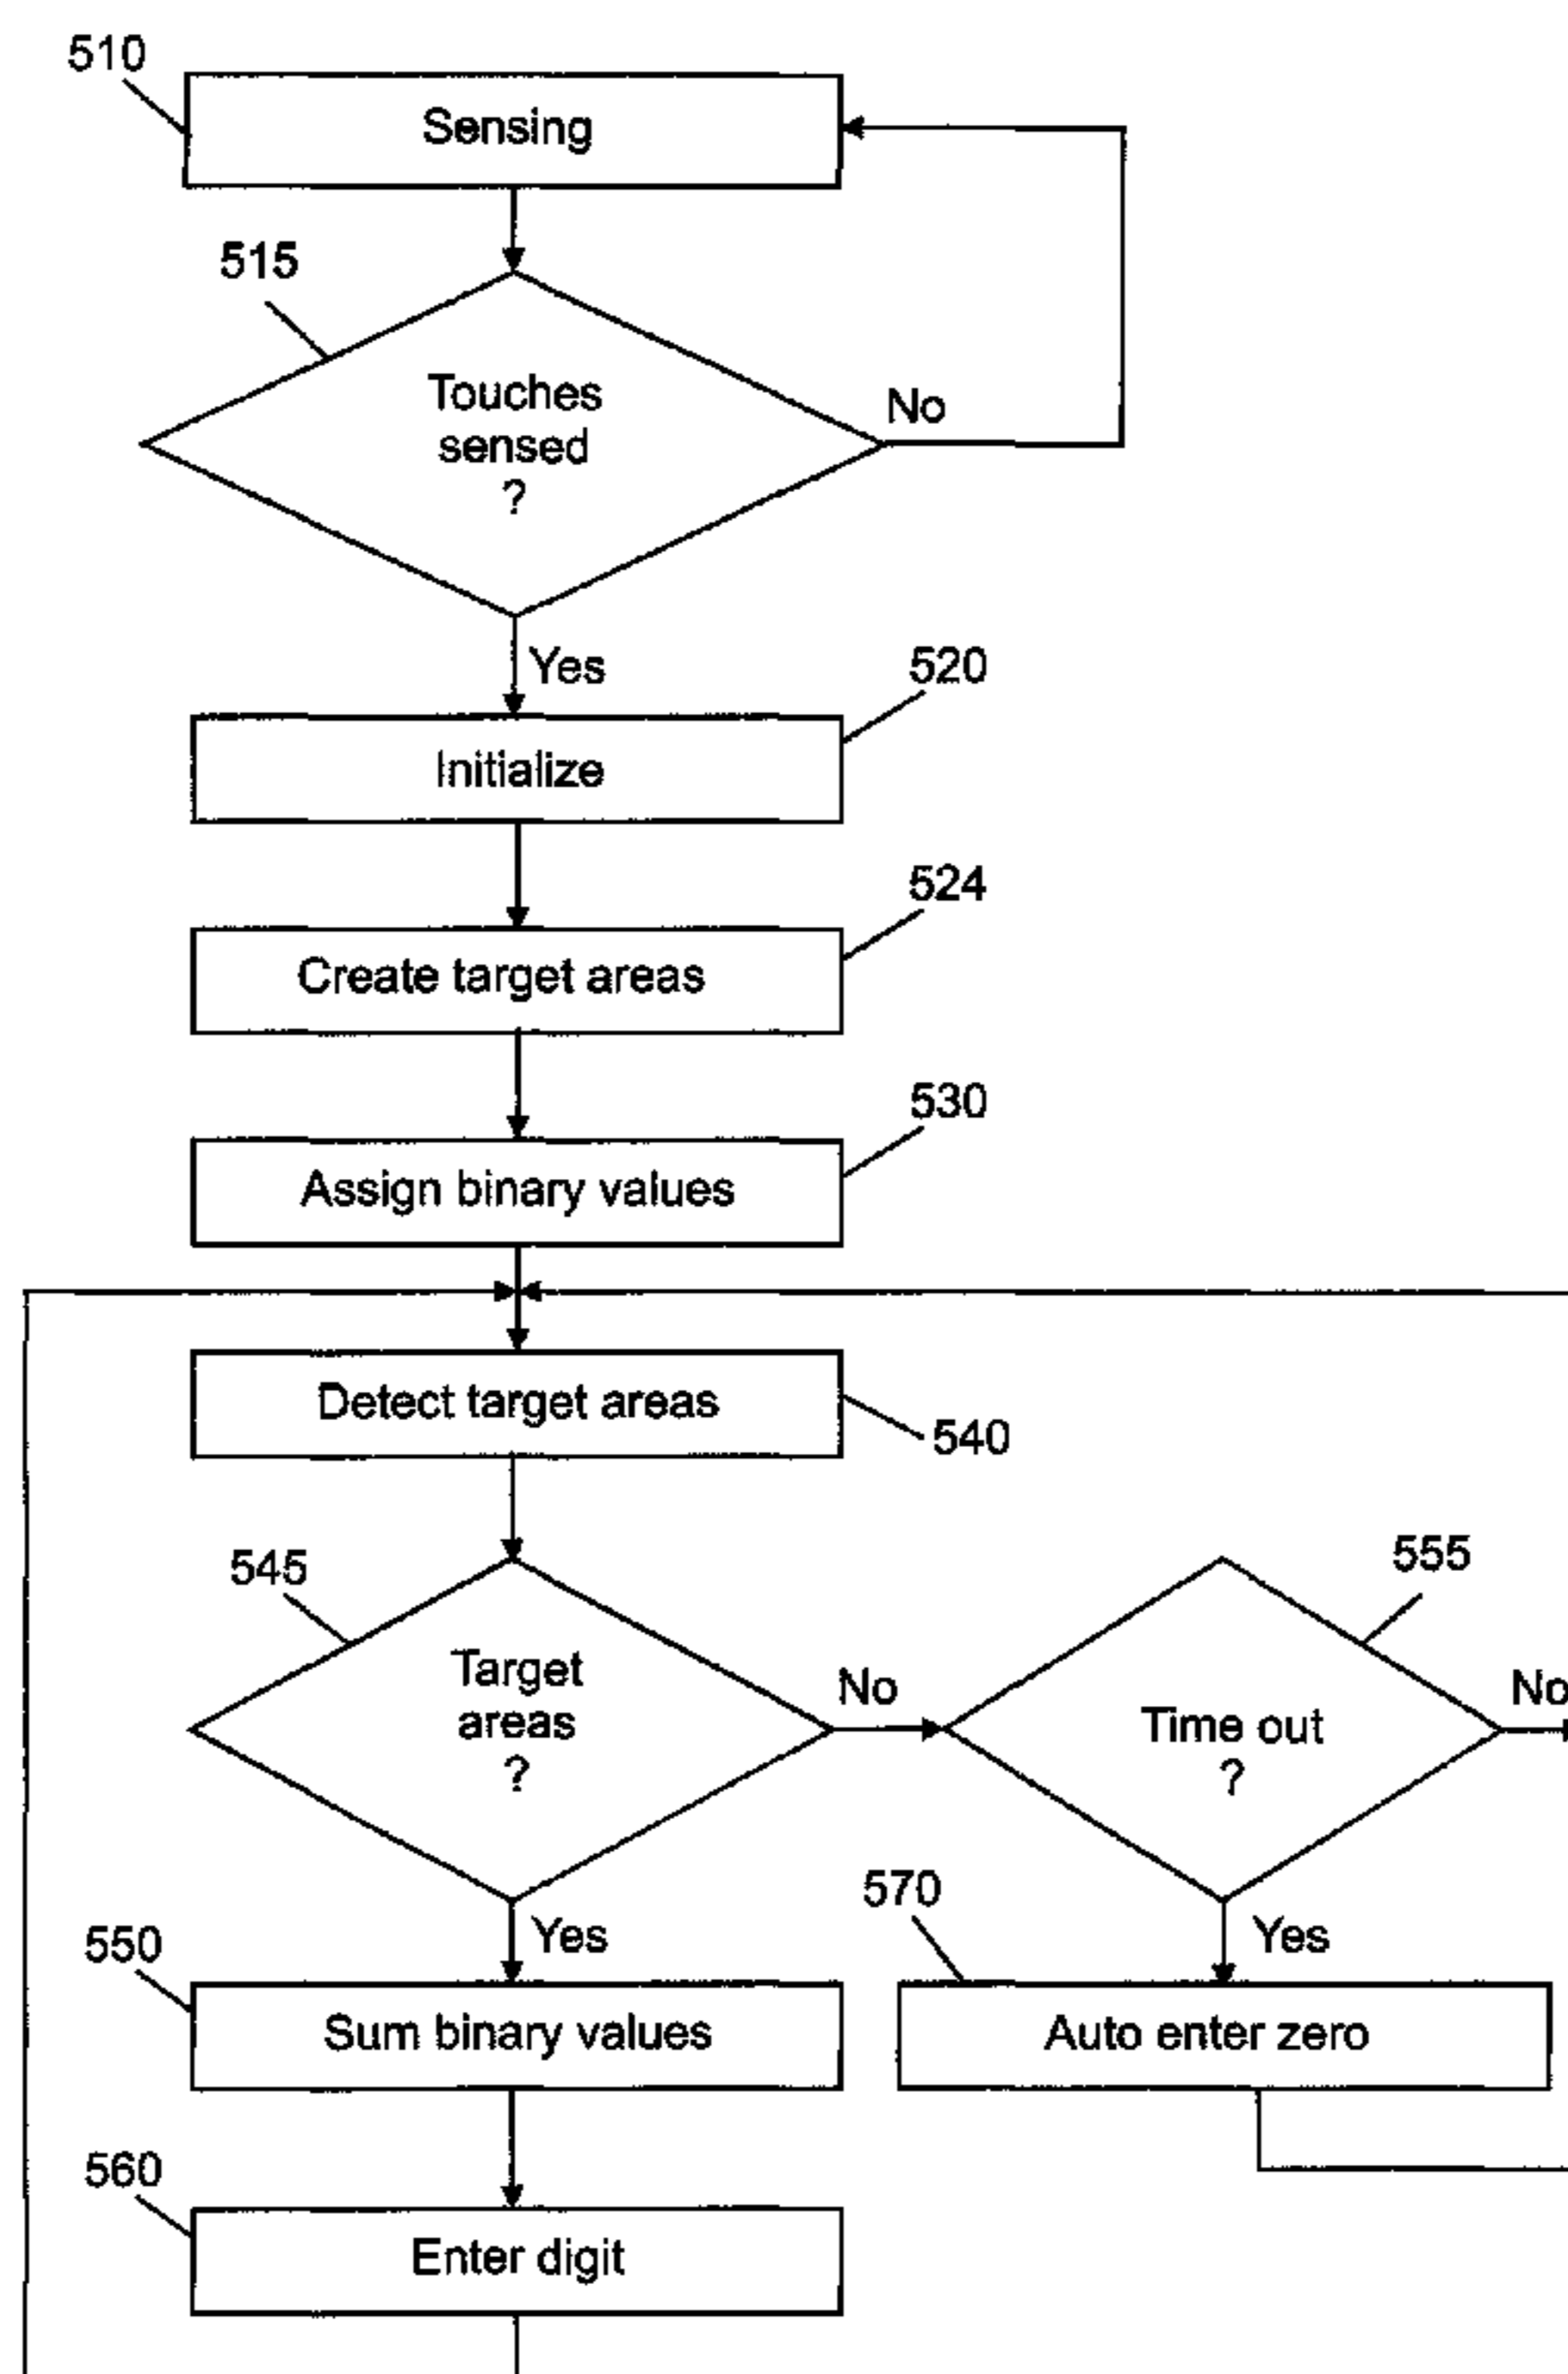 510
Sensing
515
Touches
sensed
?
No
Yes
520
Initialize
524
Create target areas
530
Assign binary values
Detect target areas
540
545
Target
areas
?
No
555
Time out
?
No
Yes
570
Yes
550
Sum binary values
Auto enter zero
560
Enter digit